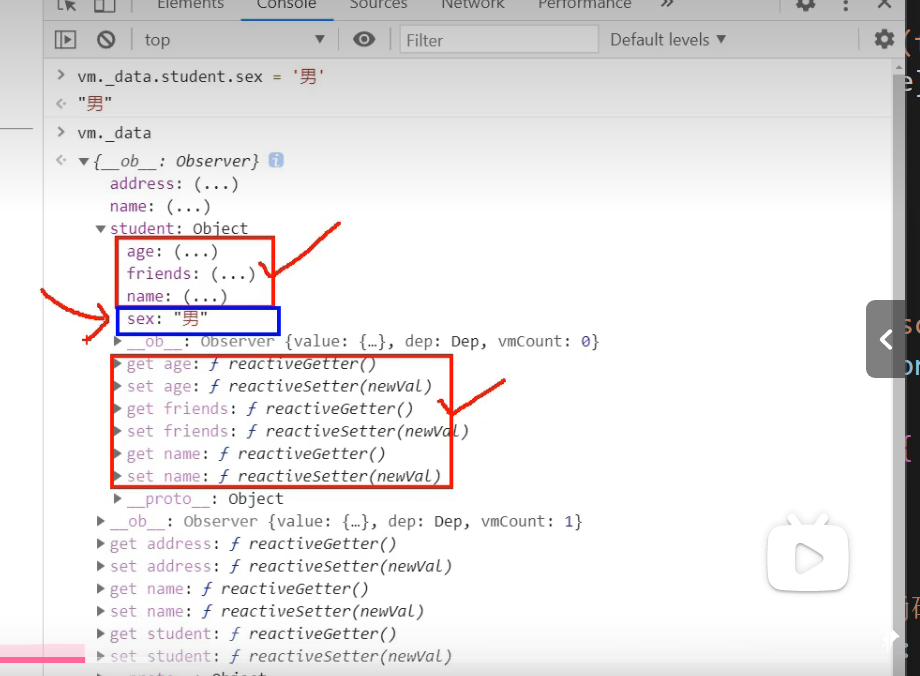 Elements Console Sources Network Performance »
top Filter Default levels ▼
> vm._data.student.sex = '男'
"男"
> vm._data
{__ob__: Observer}
address: (...)
name: (...)
student: Object
age: (...)
friends: (...)
name: (...)
sex: "男"
__ob__: Observer {value: {…}, dep: Dep, vmCount: 0}
get age: ƒ reactiveGetter()
set age: ƒ reactiveSetter(newVal)
get friends: ƒ reactiveGetter()
set friends: ƒ reactiveSetter(newVal)
get name: ƒ reactiveGetter()
set name: ƒ reactiveSetter(newVal)
__proto__: Object
__ob__: Observer {value: {…}, dep: Dep, vmCount: 1}
get address: ƒ reactiveGetter()
set address: ƒ reactiveSetter(newVal)
get name: ƒ reactiveGetter()
set name: ƒ reactiveSetter(newVal)
get student: ƒ reactiveGetter()
set student: ƒ reactiveSetter(newVal)